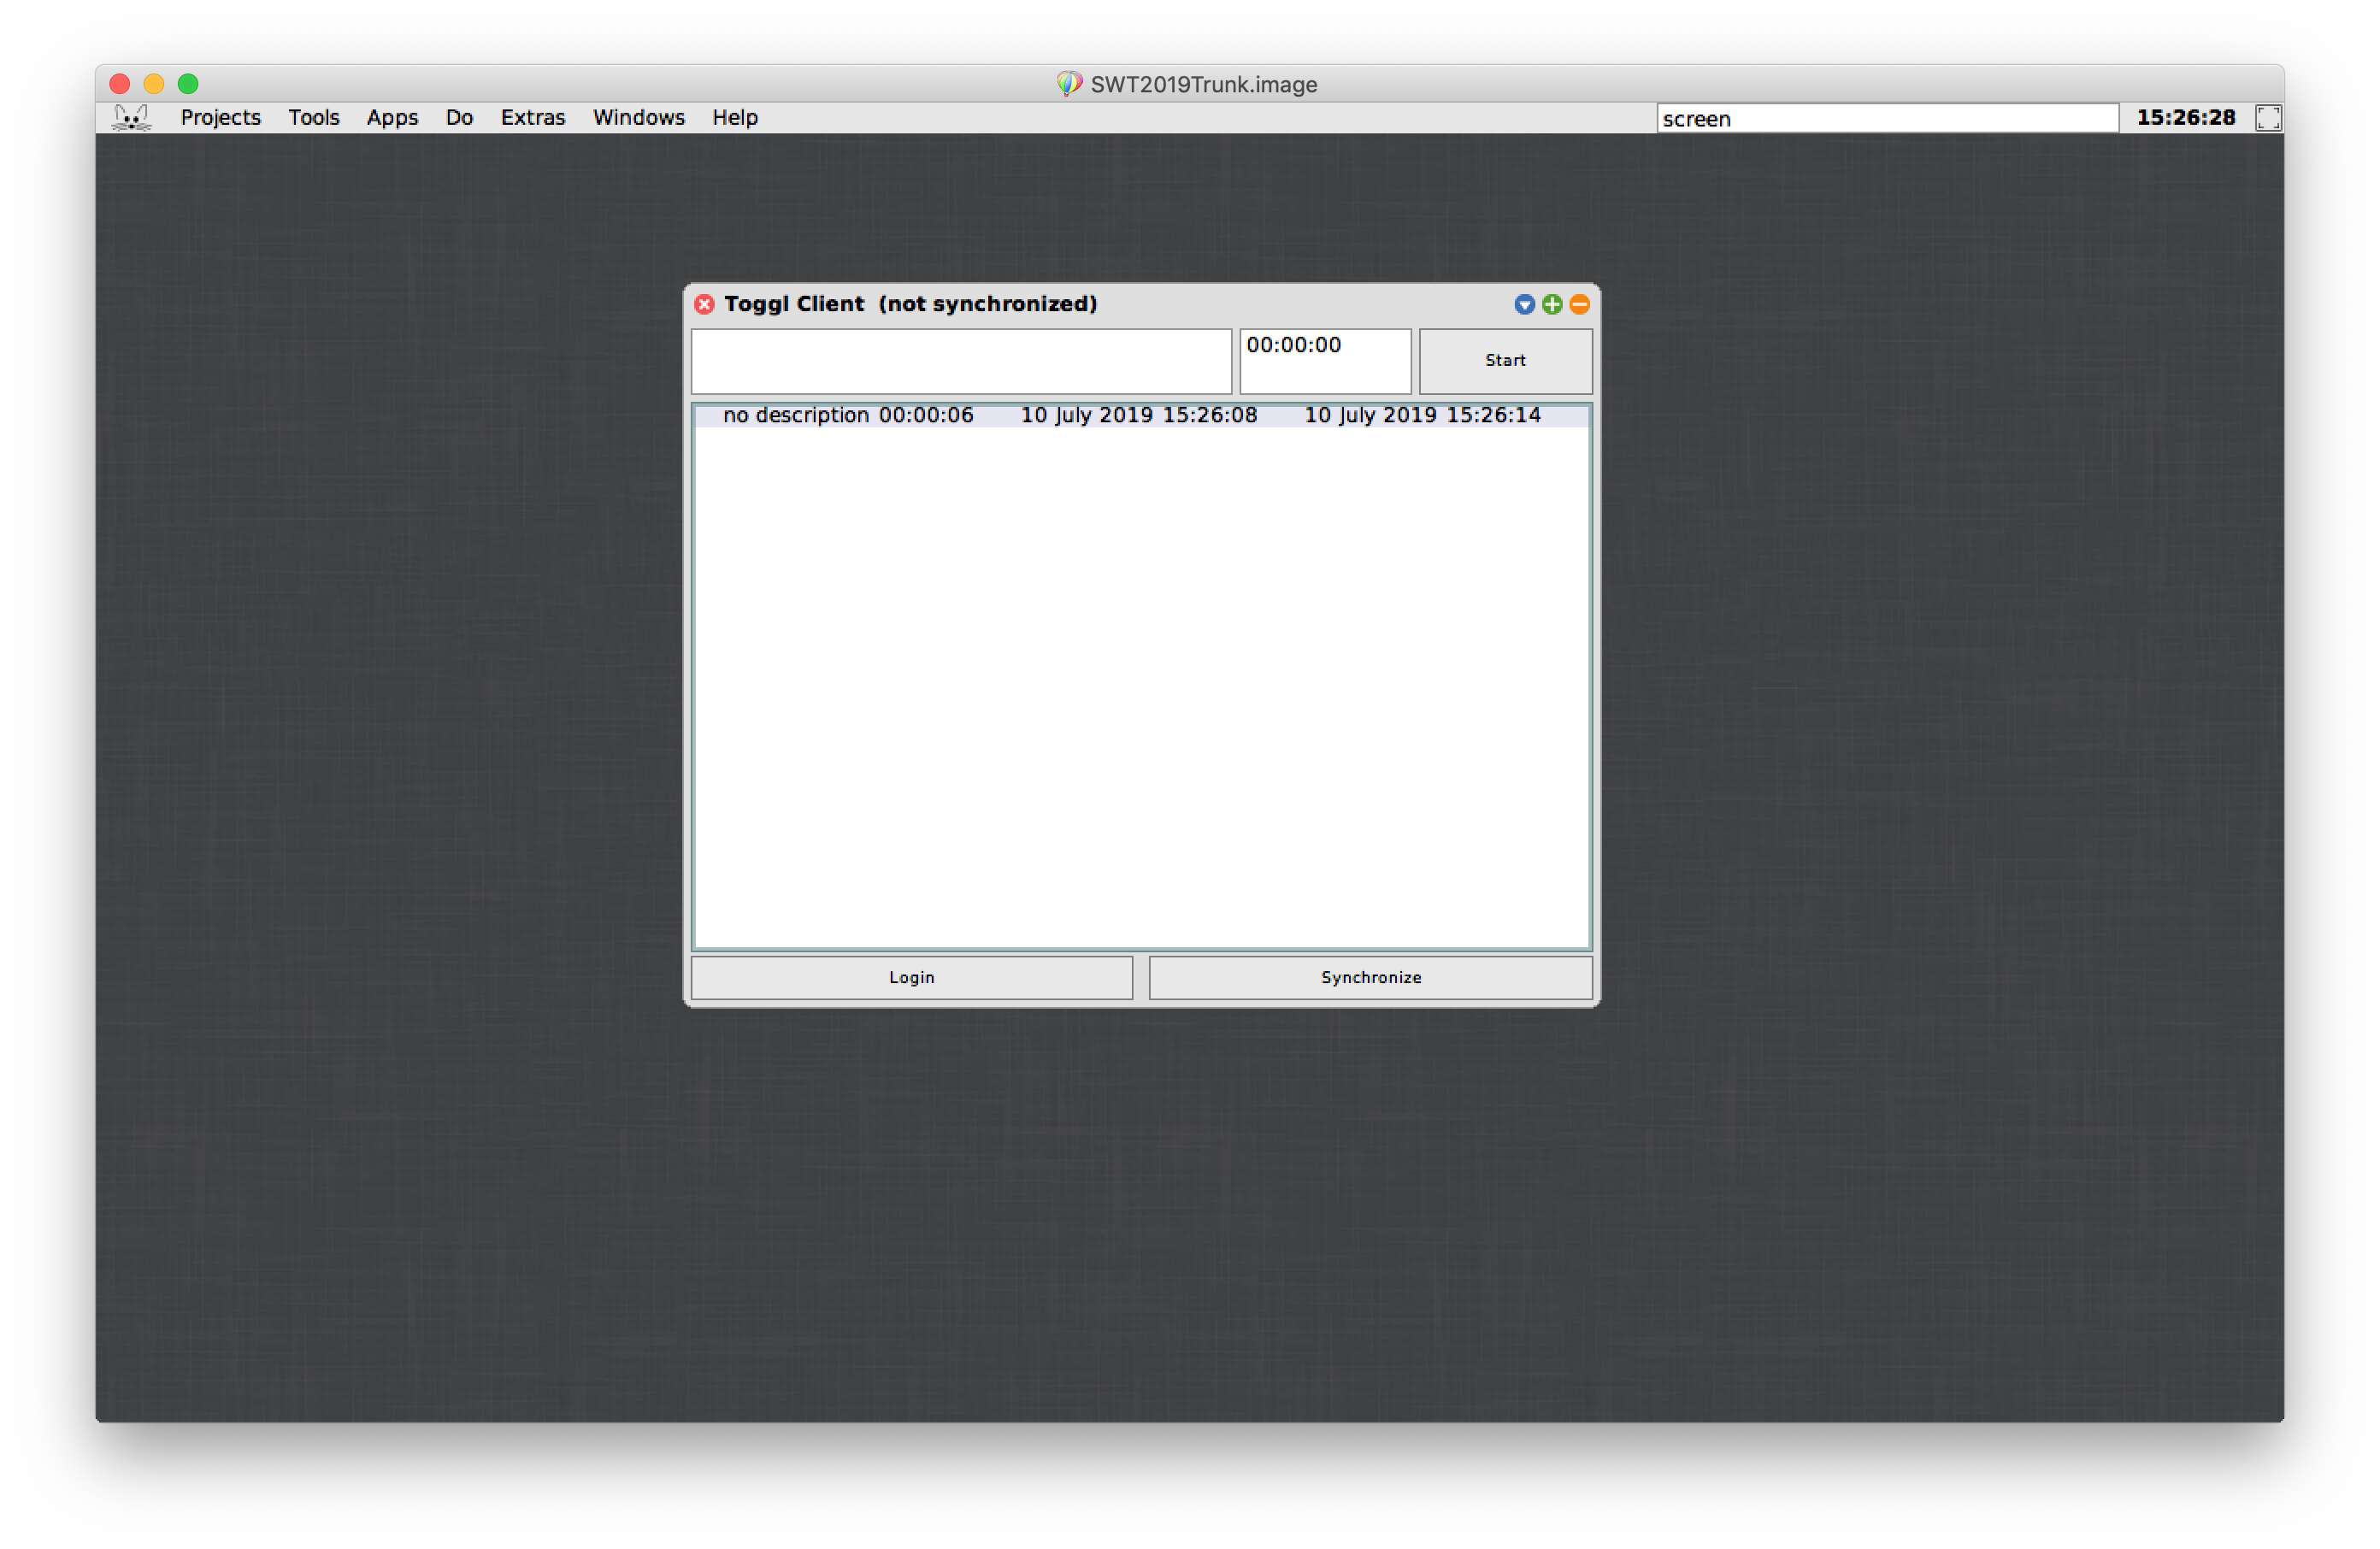 SWT2019Trunk.image
Projects Tools Apps Do Extras Windows Help screen 15:26:28
Toggl Client (not synchronized)
00:00:00 Start
no description 00:00:06 10 July 2019 15:26:08 10 July 2019 15:26:14
Login Synchronize